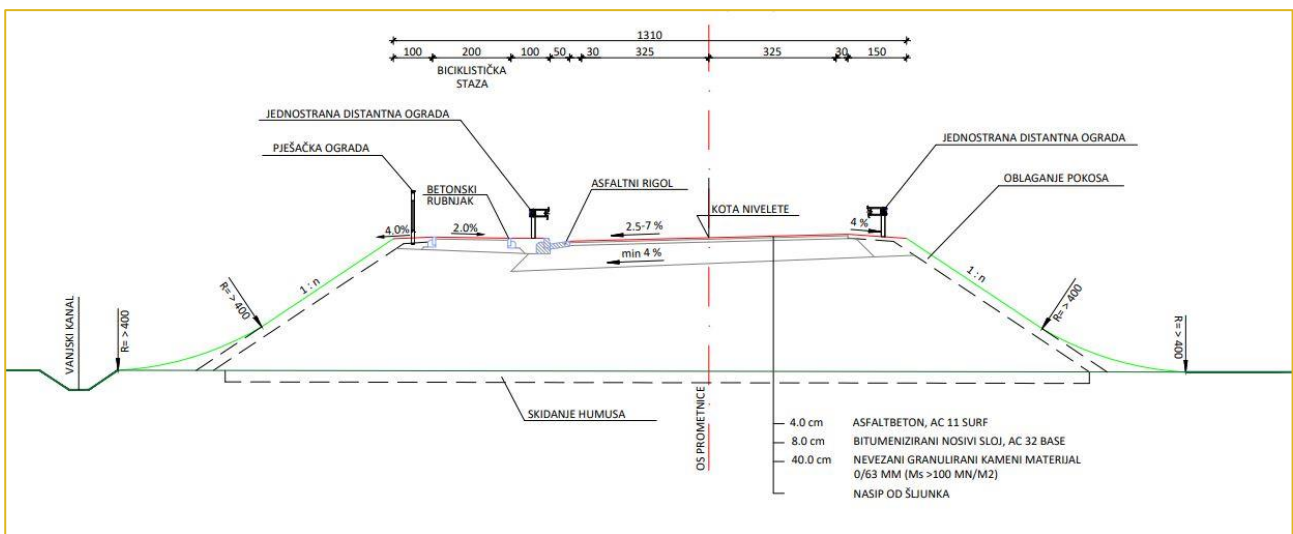 1310
100 200 100 50 30 325 325 30 150
BICIKLISTIČKA
STAZA
JEDNOSTRANA DISTANTNA OGRADA
JEDNOSTRANA DISTANTNA OGRADA
PJEŠAČKA OGRADA
BETONSKI
RUBNJAK
ASFALTNI RIGOL
OBLAGANJE POKOSA
KOTA NIVELETE
4.0%
2.0%
2.5-7 %
4 %
min 4 %
1 : n
1 : n
R= > 400
R= > 400
VANJSKI KANAL
R= > 400
R= > 400
SKIDANJE HUMUSA
OS PROMETNICE
4.0 cm ASFALTBETON, AC 11 SURF
8.0 cm BITUMENIZIRANI NOSIVI SLOJ, AC 32 BASE
40.0 cm NEVEZANI GRANULIRANI KAMENI MATERIJAL
0/63 MM (Ms >100 MN/M2)
NASIP OD ŠLJUNKA